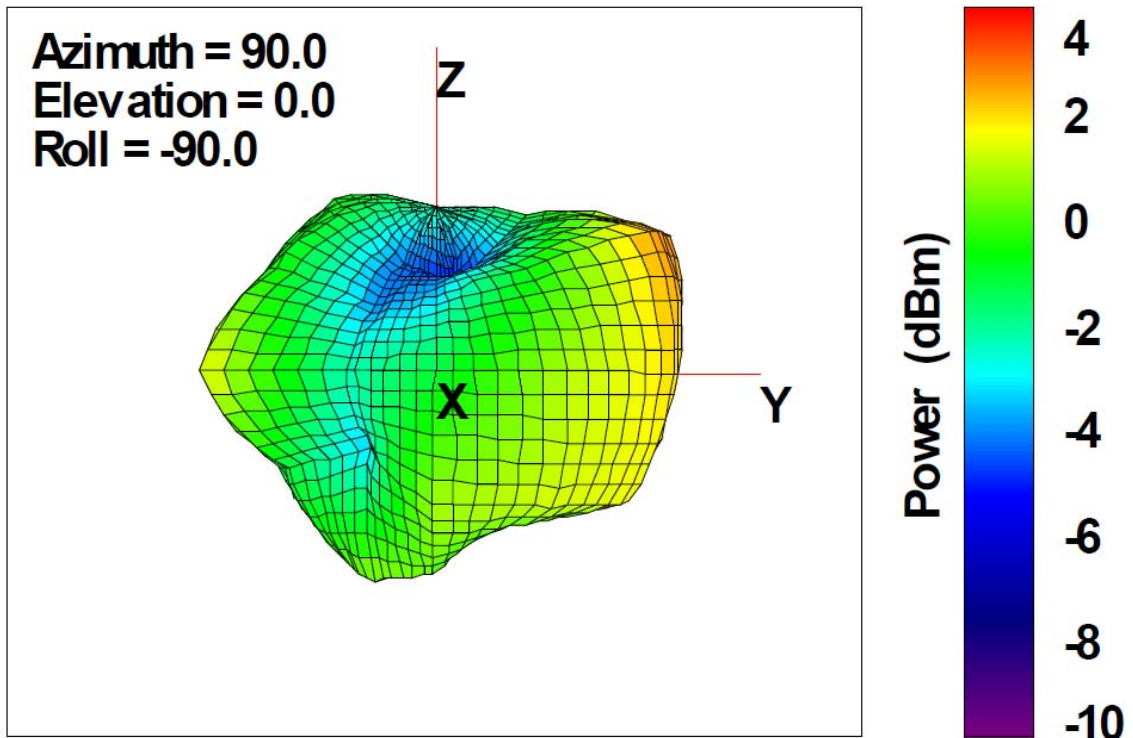 Azimuth = 90.0
Elevation = 0.0
Roll = -90.0
Z
X
Y
Power (dBm)
4
2
0
-2
-4
-6
-8
-10